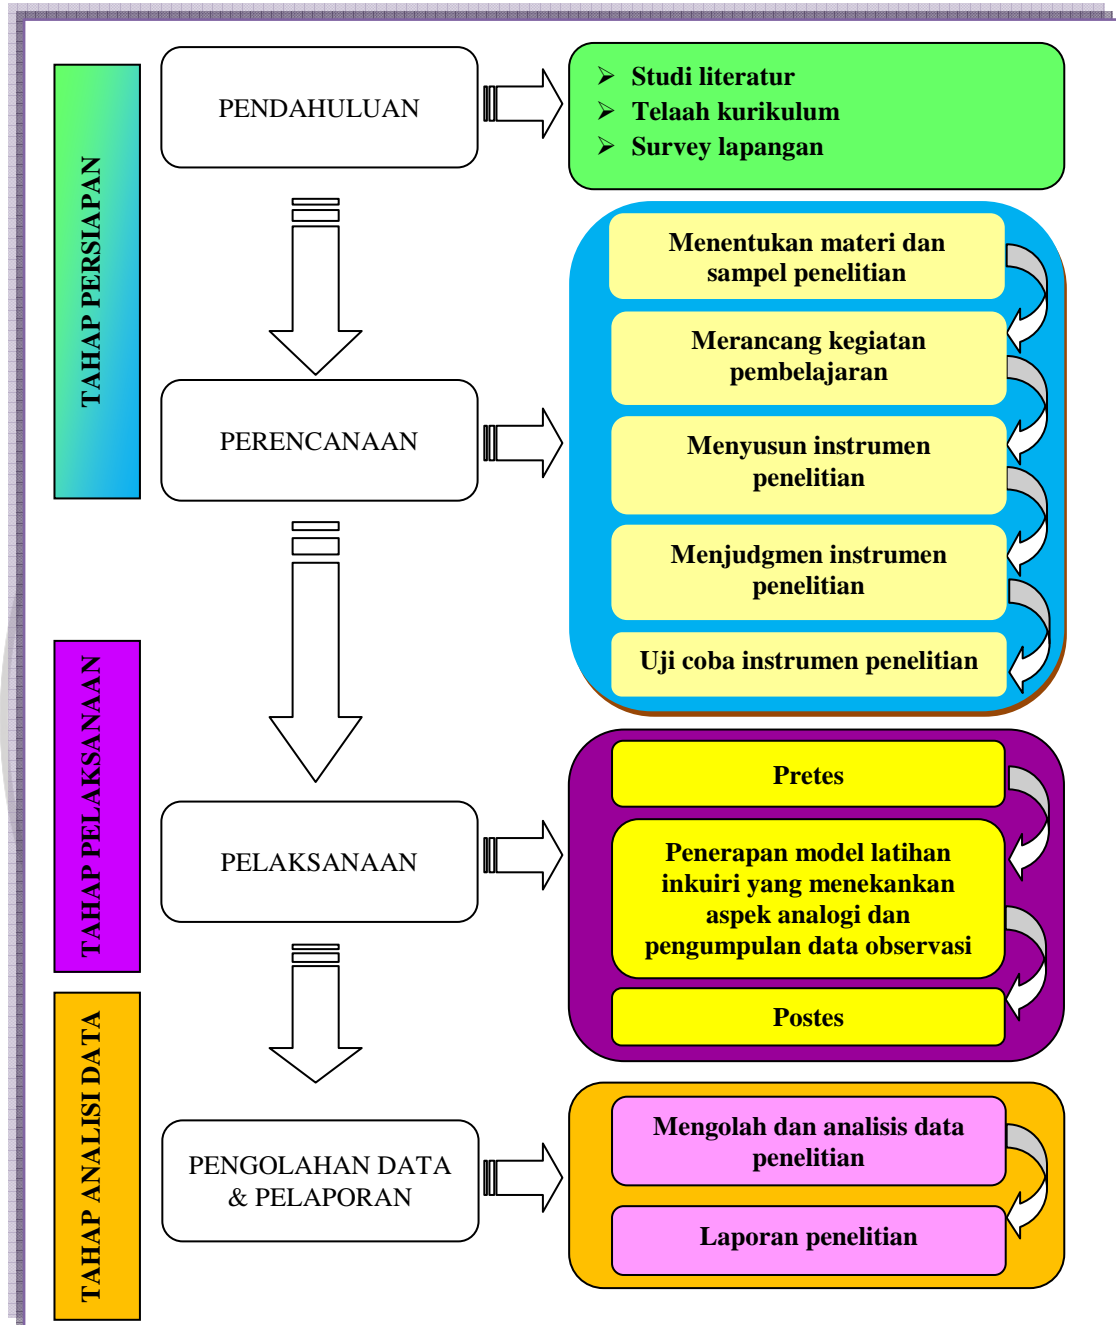 TAHAP PERSIAPAN
PENDAHULUAN
➢ Studi literatur
➢ Telaah kurikulum
➢ Survey lapangan
PERENCANAAN
Menentukan materi dan
sampel penelitian
Merancang kegiatan
pembelajaran
Menyusun instrumen
penelitian
Menjudgmen instrumen
penelitian
Uji coba instrumen penelitian
TAHAP PELAKSANAAN
PELAKSANAAN
Pretes
Penerapan model latihan
inkuiri yang menekankan
aspek analogi dan
pengumpulan data observasi
Postes
TAHAP ANALISI DATA
PENGOLAHAN DATA
& PELAPORAN
Mengolah dan analisis data
penelitian
Laporan penelitian